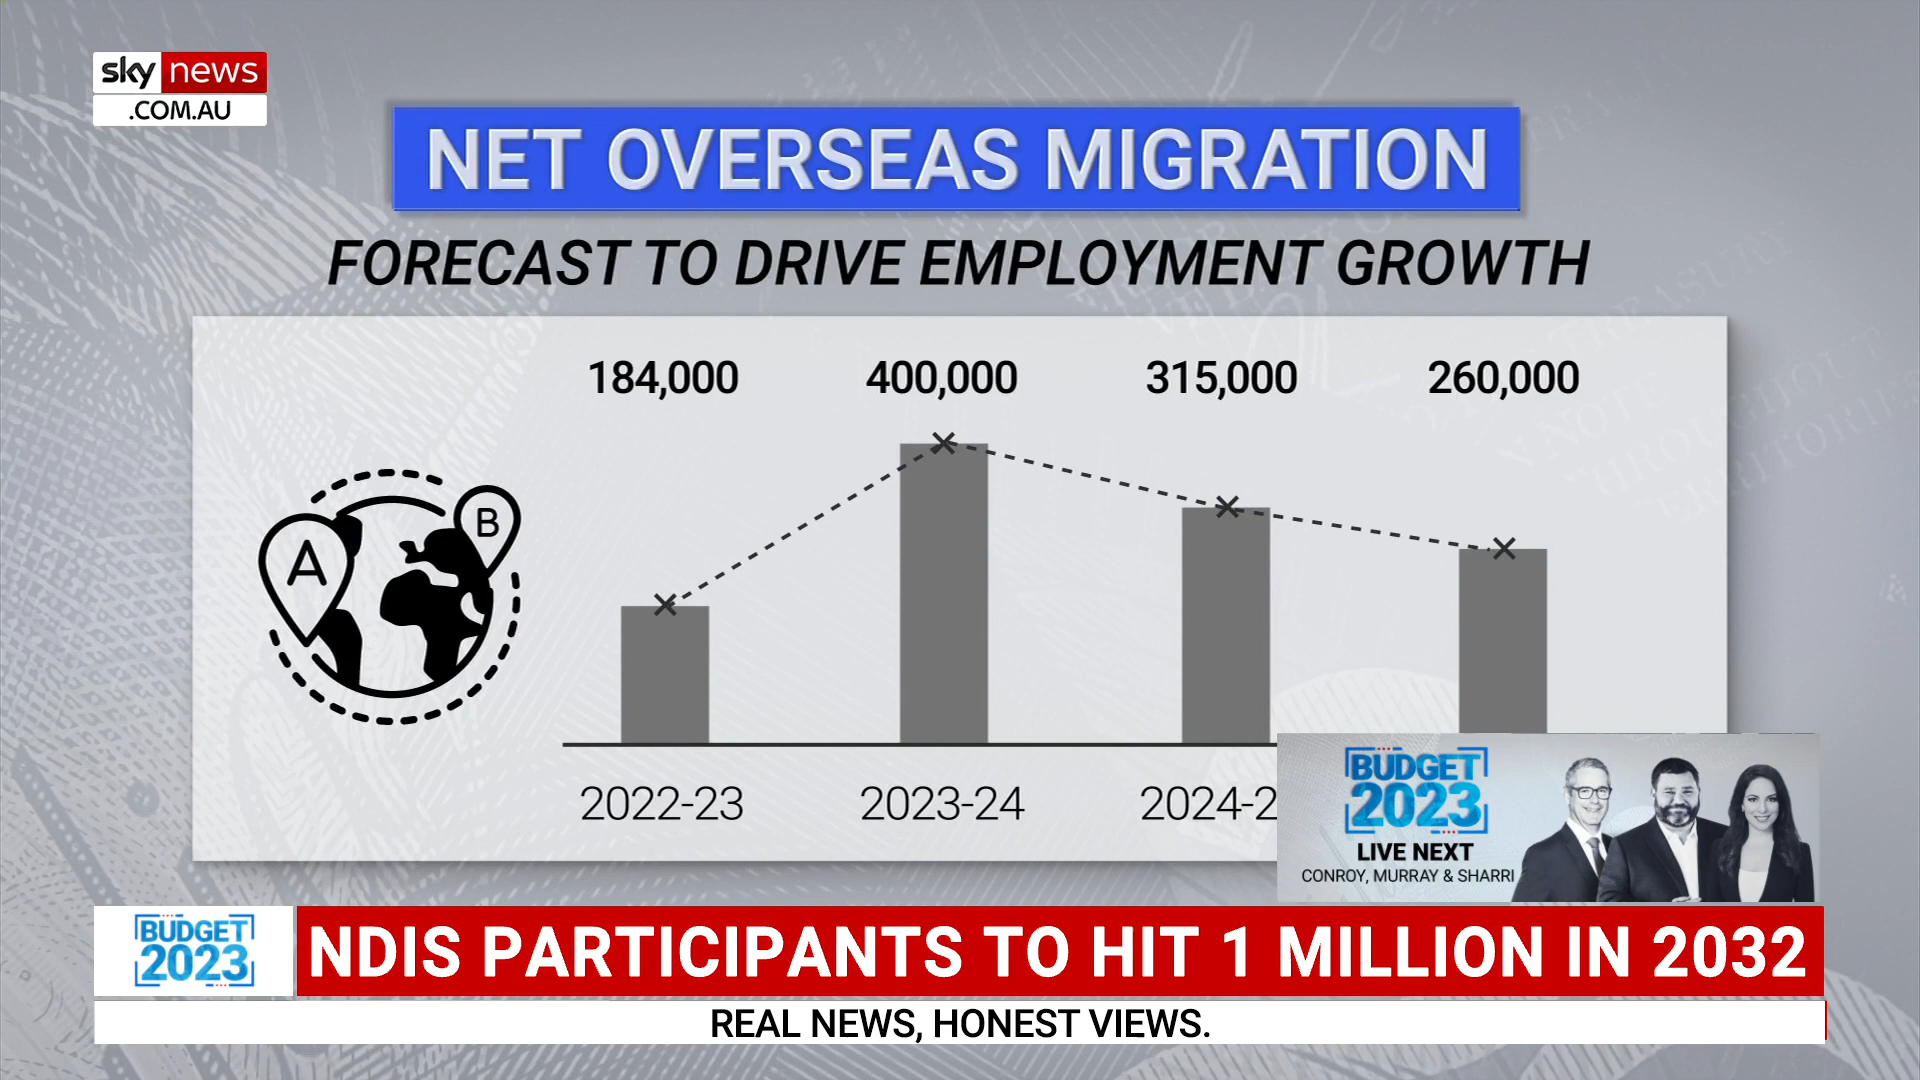 sky news
.COM.AU
NET OVERSEAS MIGRATION
FORECAST TO DRIVE EMPLOYMENT GROWTH
184,000 400,000 315,000 260,000
A B
2022-23 2023-24 2024-2
BUDGET
2023
LIVE NEXT
CONROY, MURRAY & SHARRI
BUDGET
2023
NDIS PARTICIPANTS TO HIT 1 MILLION IN 2032
REAL NEWS, HONEST VIEWS.